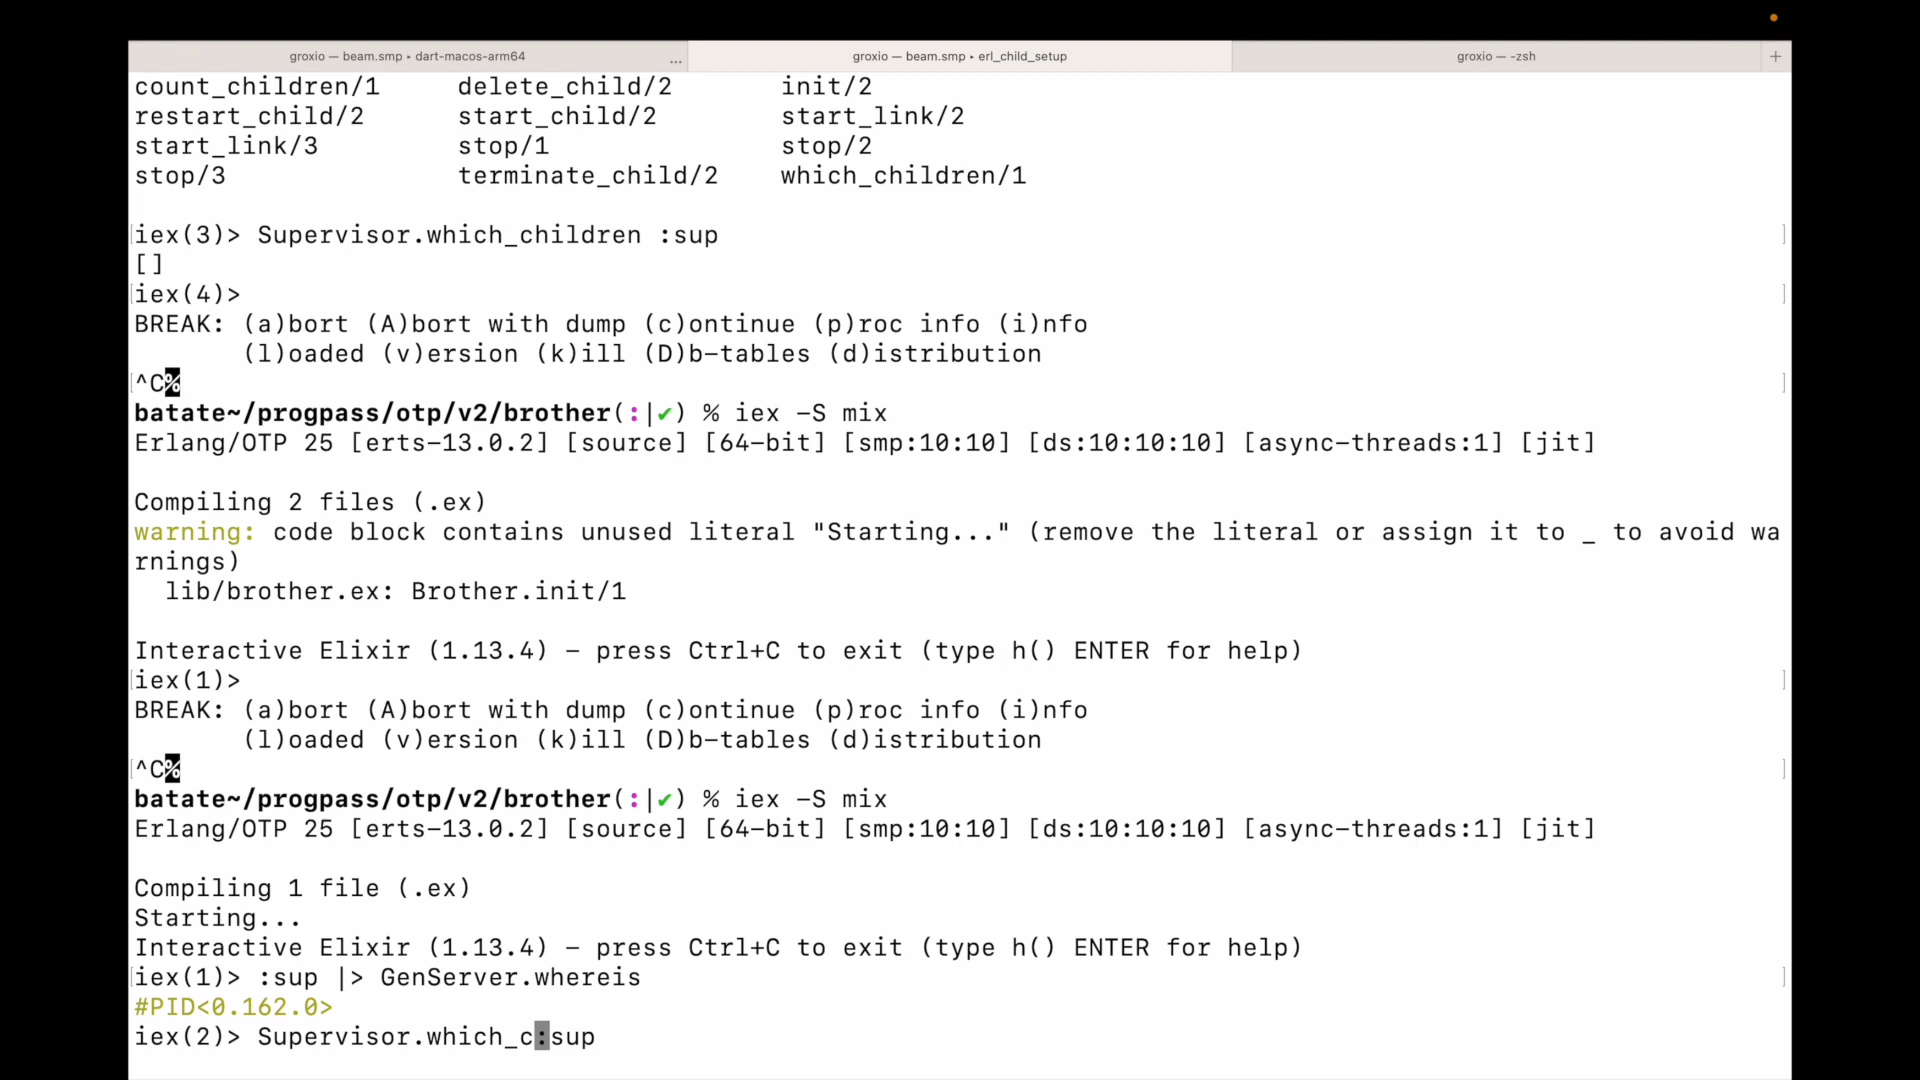 groxio — beam.smp ▸ dart-macos-arm64 ... groxio — beam.smp ▸ erl_child_setup groxio — -zsh +
count_children/1 delete_child/2 init/2
restart_child/2 start_child/2 start_link/2
start_link/3 stop/1 stop/2
stop/3 terminate_child/2 which_children/1
iex(3)> Supervisor.which_children :sup
[]
iex(4)>
BREAK: (a)bort (A)bort with dump (c)ontinue (p)roc info (i)nfo
(l)oaded (v)ersion (k)ill (D)b-tables (d)istribution
^C%
batate~/progpass/otp/v2/brother(:|✔) % iex -S mix
Erlang/OTP 25 [erts-13.0.2] [source] [64-bit] [smp:10:10] [ds:10:10:10] [async-threads:1] [jit]
Compiling 2 files (.ex)
warning: code block contains unused literal "Starting..." (remove the literal or assign it to _ to avoid wa
rnings)
lib/brother.ex: Brother.init/1
Interactive Elixir (1.13.4) - press Ctrl+C to exit (type h() ENTER for help)
iex(1)>
BREAK: (a)bort (A)bort with dump (c)ontinue (p)roc info (i)nfo
(l)oaded (v)ersion (k)ill (D)b-tables (d)istribution
^C%
batate~/progpass/otp/v2/brother(:|✔) % iex -S mix
Erlang/OTP 25 [erts-13.0.2] [source] [64-bit] [smp:10:10] [ds:10:10:10] [async-threads:1] [jit]
Compiling 1 file (.ex)
Starting...
Interactive Elixir (1.13.4) - press Ctrl+C to exit (type h() ENTER for help)
iex(1)> :sup |> GenServer.whereis
#PID<0.162.0>
iex(2)> Supervisor.which_c:sup